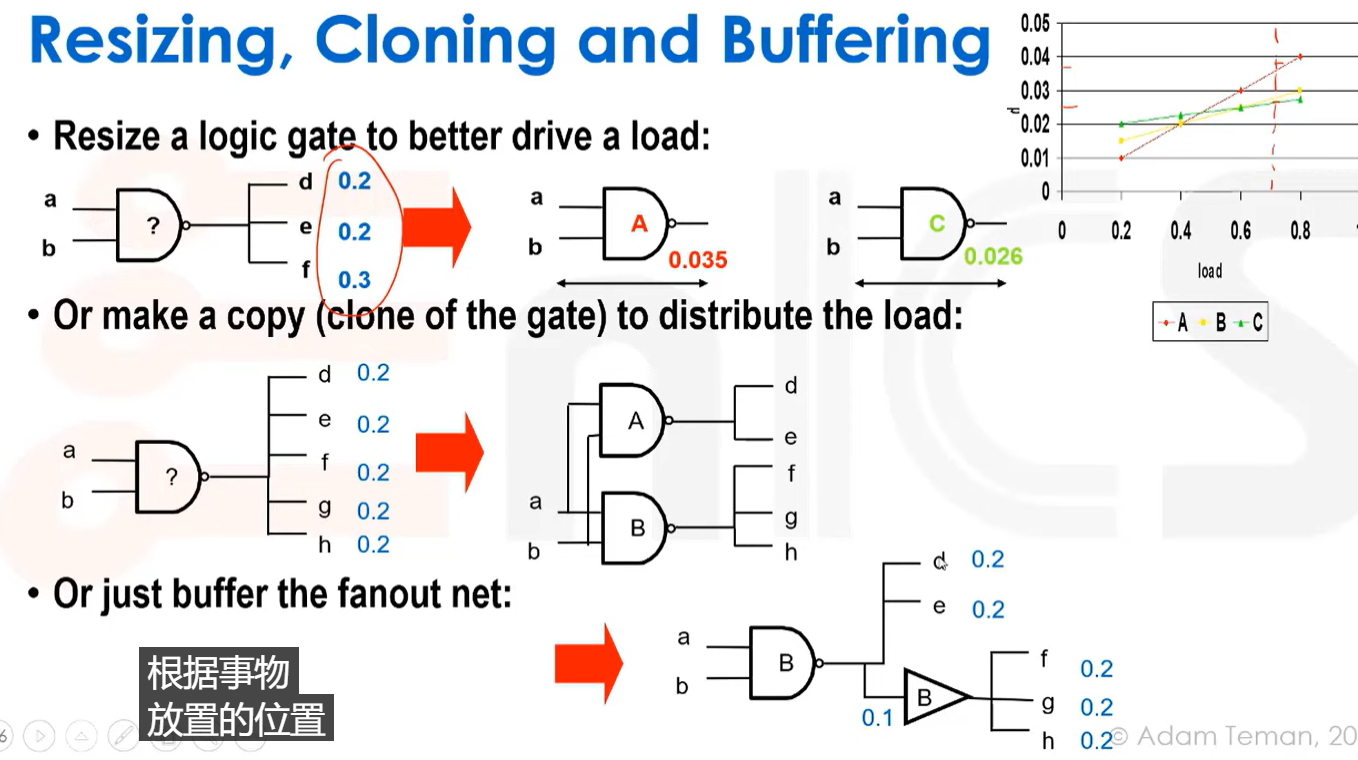 Resizing, Cloning and Buffering
0.05
0.04
0.03
0.02
0.01
0
d
0 0.2 0.4 0.6 0.8
load
A B C
• Resize a logic gate to better drive a load:
a
b
?
d 0.2
e 0.2
f 0.3
a
b
A
0.035
a
b
C
0.026
• Or make a copy (clone of the gate) to distribute the load:
a
b
?
d 0.2
e 0.2
f 0.2
g 0.2
h 0.2
A
a
b
B
d
e
f
g
h
• Or just buffer the fanout net:
a
b
B
0.1
B
d 0.2
e 0.2
f 0.2
g 0.2
h 0.2
根据事物
放置的位置
6
© Adam Teman, 20
nICS